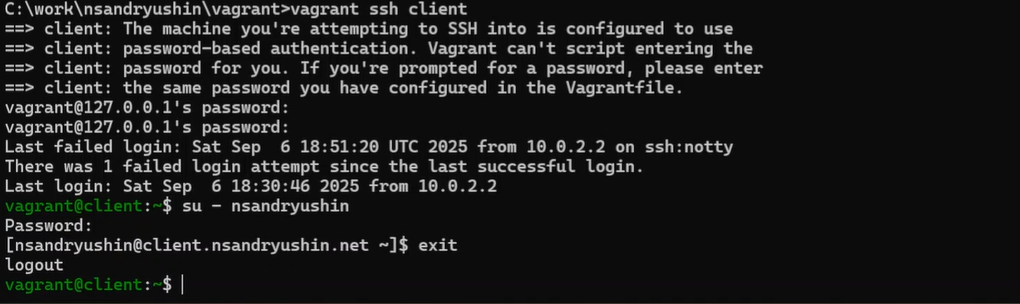 C:\work\nsandryushin\vagrant>vagrant ssh client
==> client: The machine you're attempting to SSH into is configured to use
==> client: password-based authentication. Vagrant can't script entering the
==> client: password for you. If you're prompted for a password, please enter
==> client: the same password you have configured in the Vagrantfile.
vagrant@127.0.0.1's password:
vagrant@127.0.0.1's password:
Last failed login: Sat Sep  6 18:51:20 UTC 2025 from 10.0.2.2 on ssh:notty
There was 1 failed login attempt since the last successful login.
Last login: Sat Sep  6 18:30:46 2025 from 10.0.2.2
vagrant@client:~$ su - nsandryushin
Password:
[nsandryushin@client.nsandryushin.net ~]$ exit
logout
vagrant@client:~$